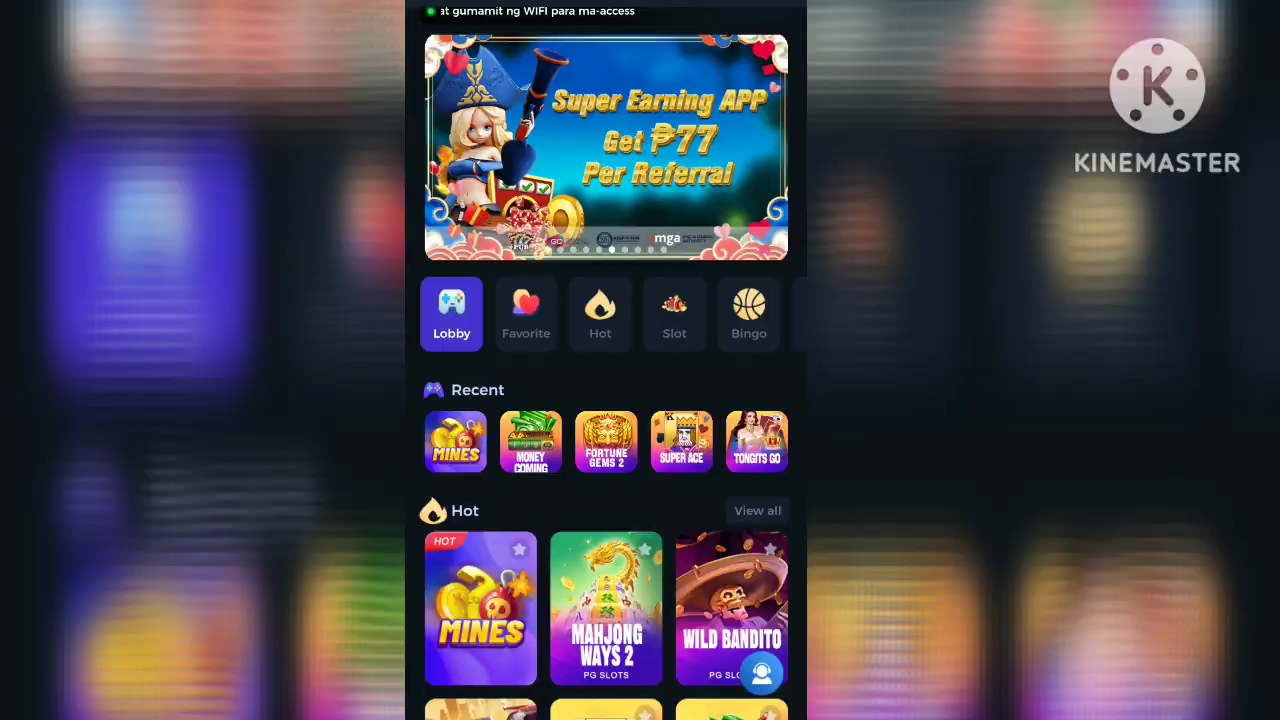 at gumamit ng WIFI para ma-access
KINEMASTER
Super Earning APP
Get ₱77
Per Referral
mga
Lobby
Favorite
Hot
Slot
Bingo
Recent
MINES
MONEY COMING
FORTUNE GEMS 2
SUPER ACE
TONGITS GO
Hot
View all
HOT
MINES
MAHJONG
WAYS 2
PG SLOTS
WILD BANDITO